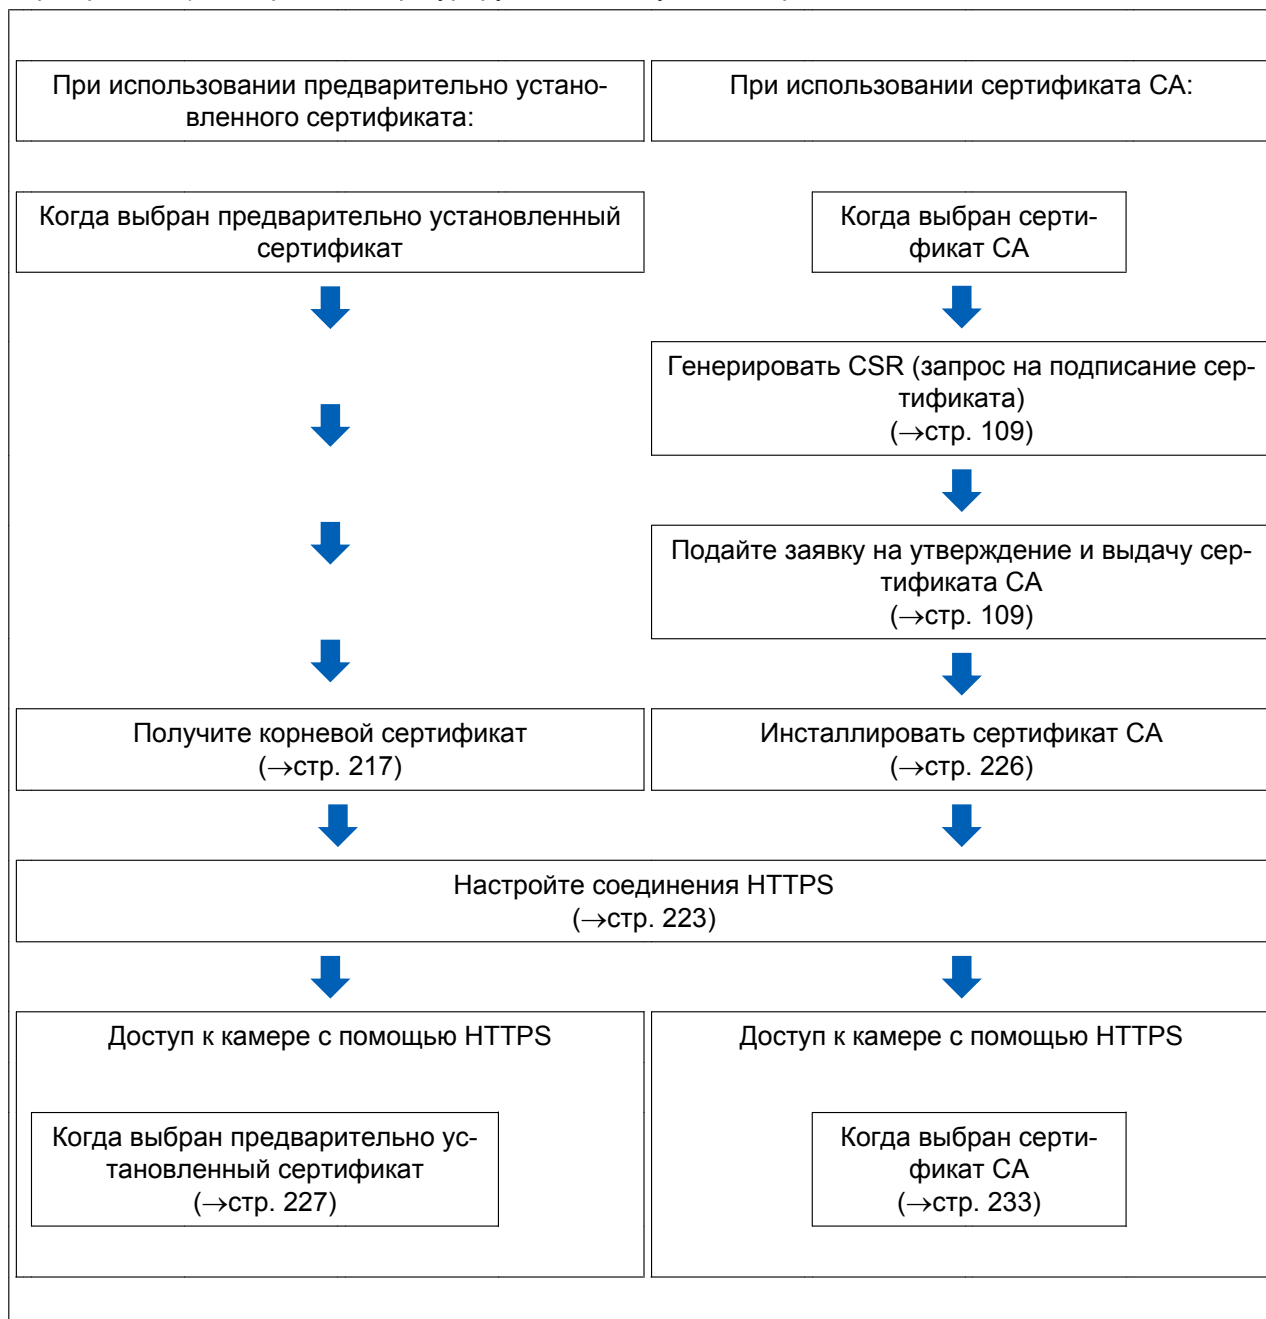 При использовании предварительно уста-
новленного сертификата:
При использовании сертификата CA:
Когда выбран предварительно установленный
сертификат
Когда выбран серти-
фикат CA
Генерировать CSR (запрос на подписание сер-
тификата)
(→стр. 109)
Подайте заявку на утверждение и выдачу сер-
тификата CA
(→стр. 109)
Получите корневой сертификат
(→стр. 217)
Инсталлировать сертификат CA
(→стр. 226)
Настройте соединения HTTPS
(→стр. 223)
Доступ к камере с помощью HTTPS
Доступ к камере с помощью HTTPS
Когда выбран предварительно ус-
тановленный сертификат
(→стр. 227)
Когда выбран серти-
фикат CA
(→стр. 233)